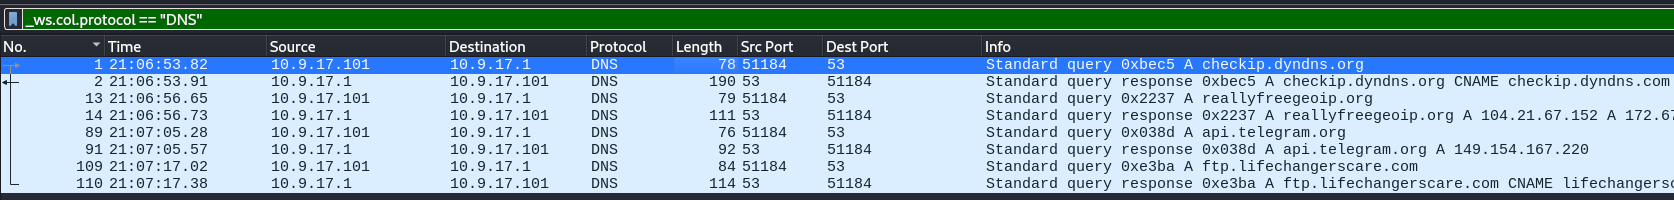 _ws.col.protocol == "DNS"
No. Time Source Destination Protocol Length Src Port Dest Port Info
1 21:06:53.82 10.9.17.101 10.9.17.1 DNS 78 51184 53 Standard query 0xbec5 A checkip.dyndns.org
2 21:06:53.91 10.9.17.1 10.9.17.101 DNS 190 53 51184 Standard query response 0xbec5 A checkip.dyndns.org CNAME checkip.dyndns.com
13 21:06:56.65 10.9.17.101 10.9.17.1 DNS 79 51184 53 Standard query 0x2237 A reallyfreegeoip.org
14 21:06:56.73 10.9.17.1 10.9.17.101 DNS 111 53 51184 Standard query response 0x2237 A reallyfreegeoip.org A 104.21.67.152 A 172.67
89 21:07:05.28 10.9.17.101 10.9.17.1 DNS 76 51184 53 Standard query 0x038d A api.telegram.org
91 21:07:05.57 10.9.17.1 10.9.17.101 DNS 92 53 51184 Standard query response 0x038d A api.telegram.org A 149.154.167.220
109 21:07:17.02 10.9.17.101 10.9.17.1 DNS 84 51184 53 Standard query 0xe3ba A ftp.lifechangerscare.com
110 21:07:17.38 10.9.17.1 10.9.17.101 DNS 114 53 51184 Standard query response 0xe3ba A ftp.lifechangerscare.com CNAME lifechangersc